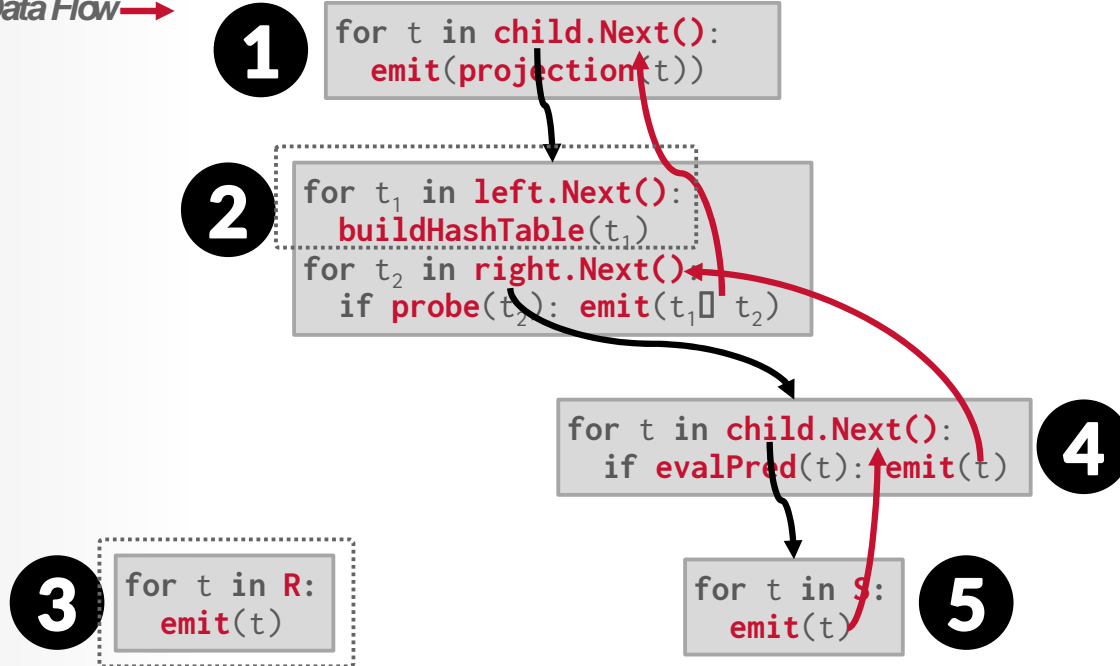 Data Flow
1
for t in child.Next():
emit(projection(t))
2
for t₁ in left.Next():
buildHashTable(t₁)
for t₂ in right.Next():
if probe(t₂): emit(t₁▯ t₂)
for t in child.Next():
if evalPred(t): emit(t)
4
3
for t in R:
emit(t)
for t in S:
emit(t)
5